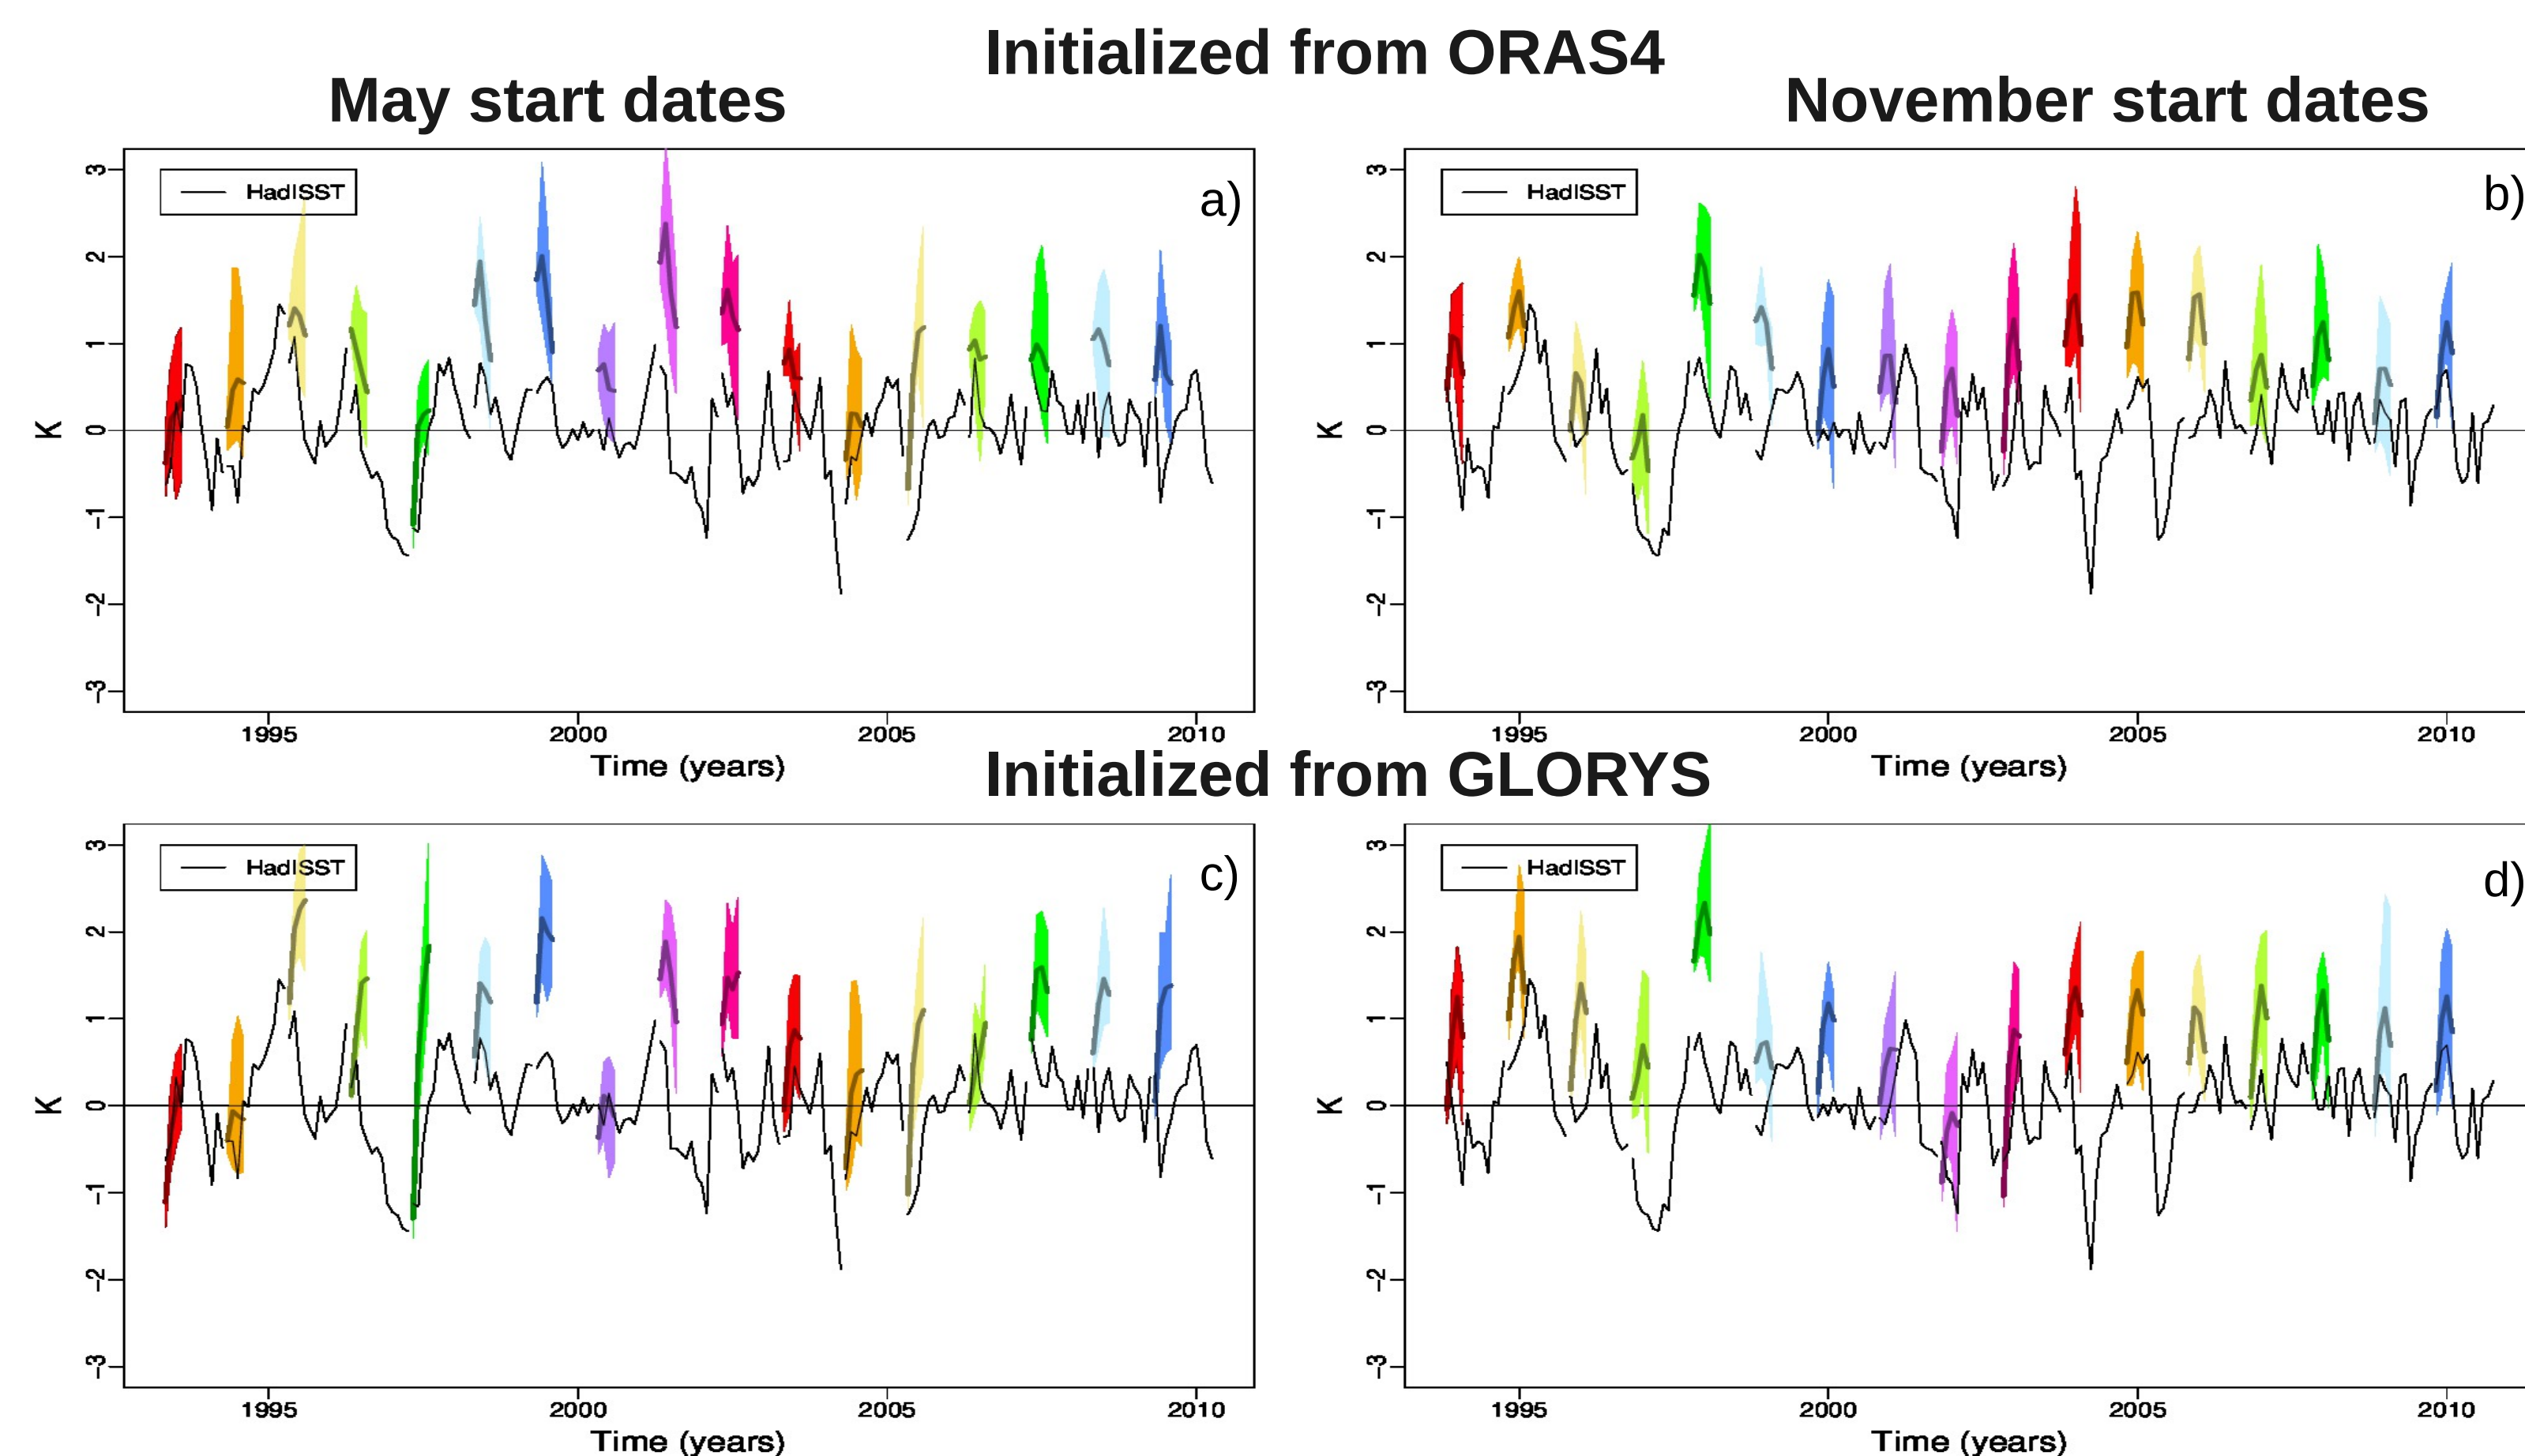 Initialized from ORAS4
May start dates
November start dates
HadISST
a)
3
2
1
0
-1
-2
-3
K
1995
2000
2005
2010
Time (years)
HadISST
b)
3
2
1
0
-1
-2
-3
K
1995
2000
2005
2010
Time (years)
Initialized from GLORYS
HadISST
c)
3
2
1
0
-1
-2
-3
K
1995
2000
2005
2010
Time (years)
HadISST
d)
3
2
1
0
-1
-2
-3
K
1995
2000
2005
2010
Time (years)